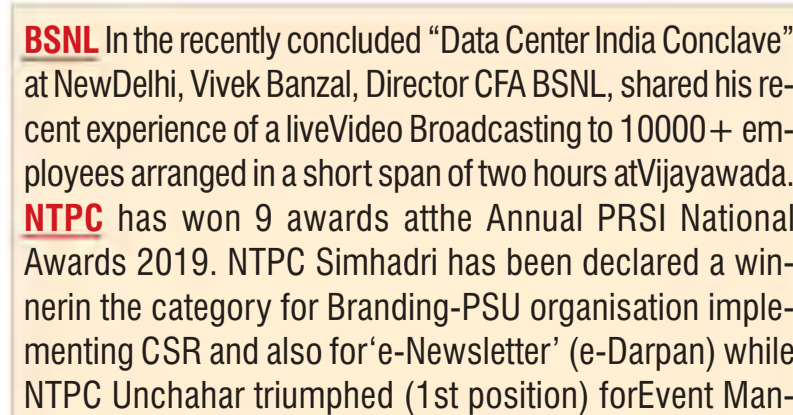 BSNL In the recently concluded “Data Center India Conclave”
at NewDelhi, Vivek Banzal, Director CFA BSNL, shared his re-
cent experience of a liveVideo Broadcasting to 10000+ em-
ployees arranged in a short span of two hours atVijayawada.
NTPC has won 9 awards atthe Annual PRSI National
Awards 2019. NTPC Simhadri has been declared a win-
nerin the category for Branding-PSU organisation imple-
menting CSR and also for‘e-Newsletter’ (e-Darpan) while
NTPC Unchahar triumphed (1st position) forEvent Man-